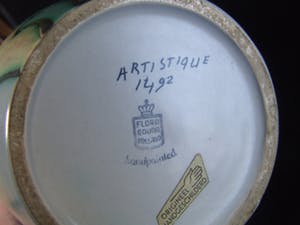 ARTISTIQUE
1492
FLORA
GOUDA
HOLLAND
handpainted
ORIGINEEL
HANDGESCHILDERD